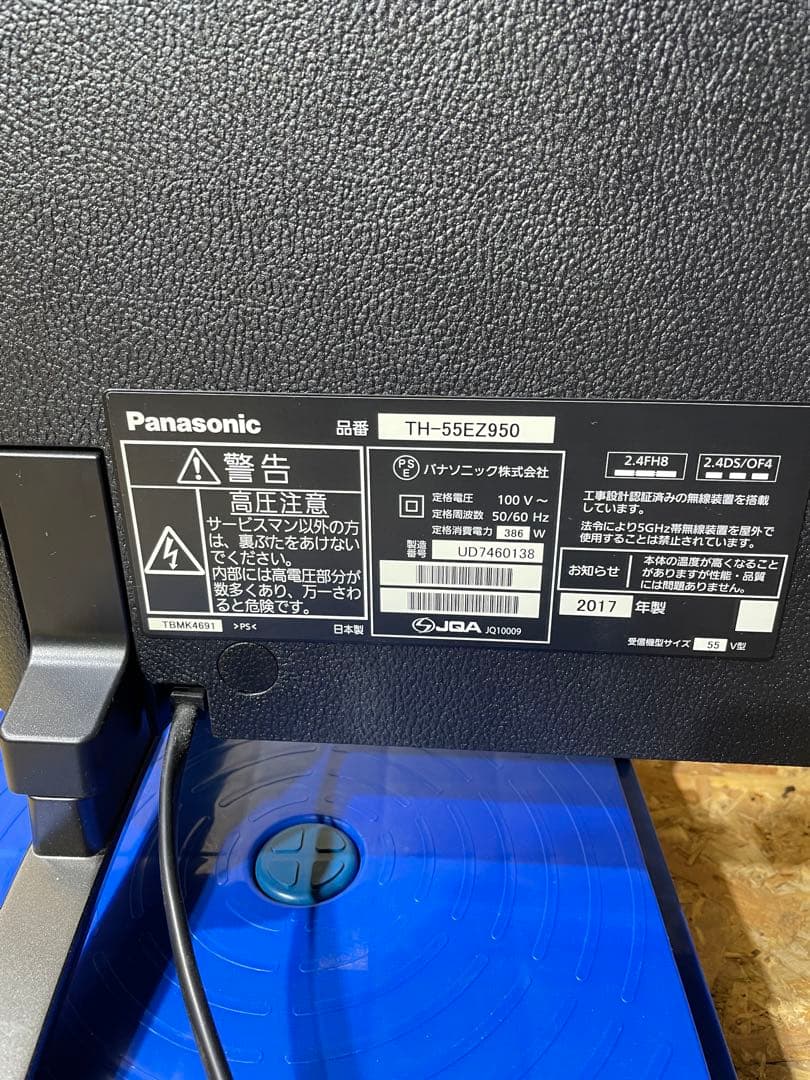 Panasonic
品番 TH-55EZ950
警告
高圧注意
サービスマン以外の方
は、裏ぶたをあけない
でください。
内部には高電圧部分が
数多くあり、万一さわ
ると危険です。
TBMK4691 >PS< 日本製
PS
E
パナソニック株式会社
定格電圧 100 V ～
定格周波数 50/60 Hz
定格消費電力 386 W
製造
番号 UD7460138
JQA JQ10009
2.4FH8
2.4DS/OF4
工事設計認証済みの無線装置を搭載
しています。
法令により5GHz帯無線装置を屋外で
使用することは禁止されています。
お知らせ
本体の温度が高くなること
がありますが性能・品質
には問題ありません。
2017 年製
受信機型サイズ 55 V型